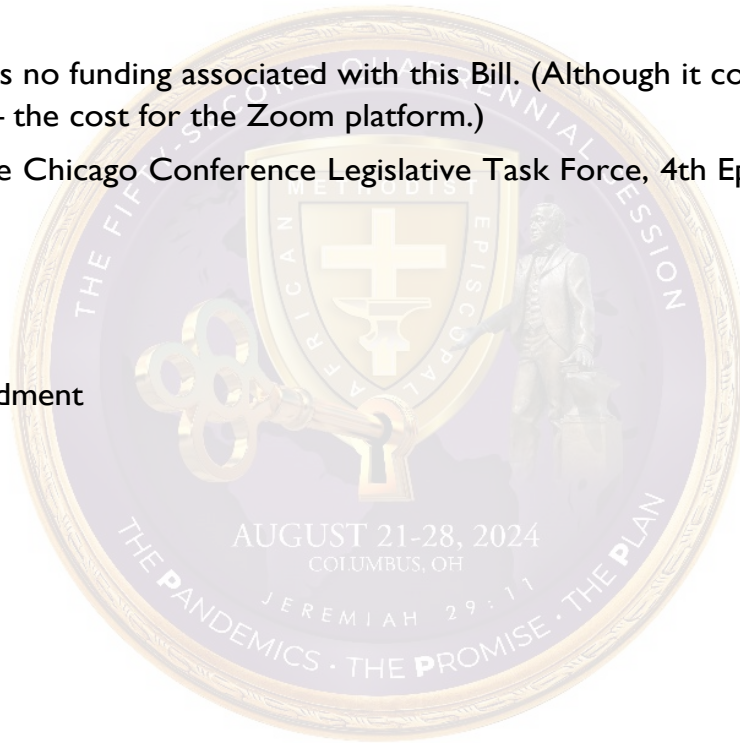 s no funding associated with this Bill. (Although it co
– the cost for the Zoom platform.)
e Chicago Conference Legislative Task Force, 4th Ep
dment
THE FIFTY-SECOND QUADRENNIAL SESSION
AFRICAN METHODIST EPISCOPAL
AUGUST 21-28, 2024
COLUMBUS, OH
JEREMIAH 29:11
THE PANDEMICS · THE PROMISE · THE PLAN